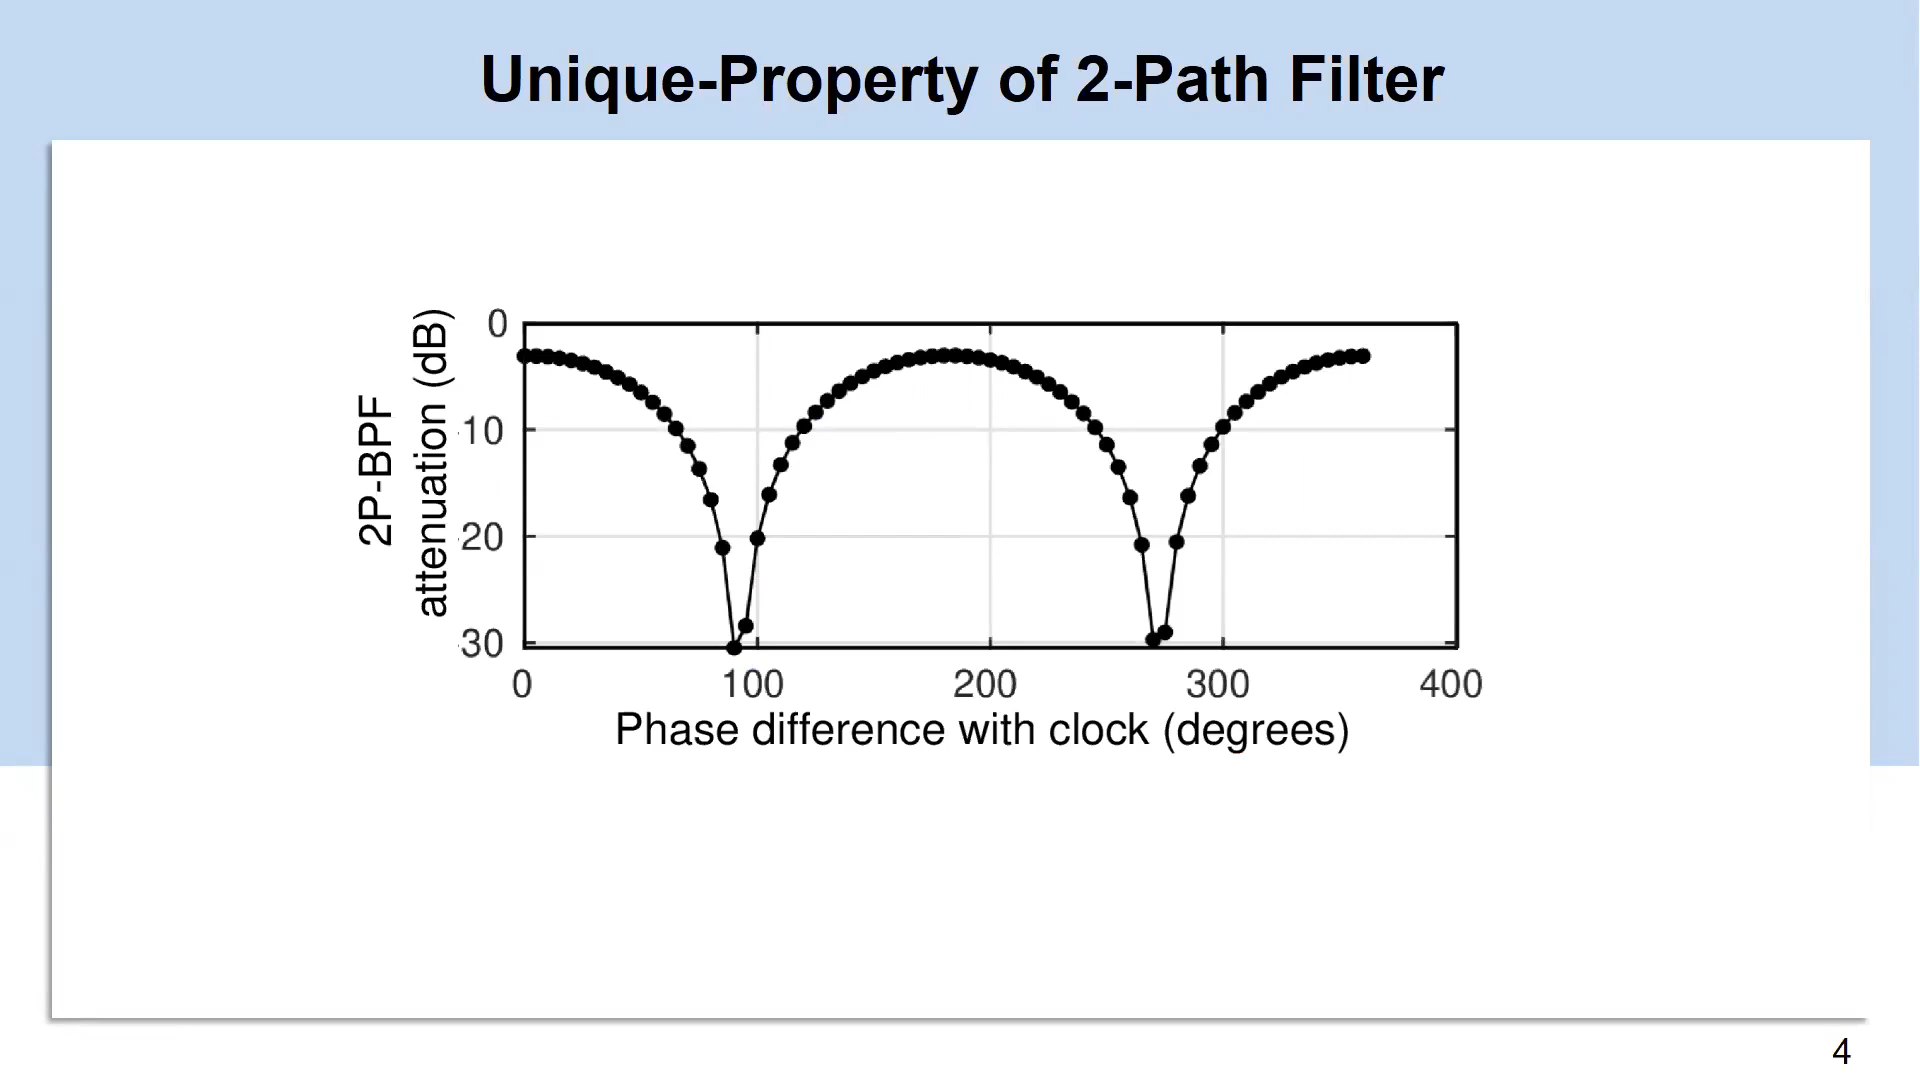 Unique-Property of 2-Path Filter
2P-BPF
attenuation (dB)
0
-10
-20
-30
0 100 200 300 400
Phase difference with clock (degrees)
4